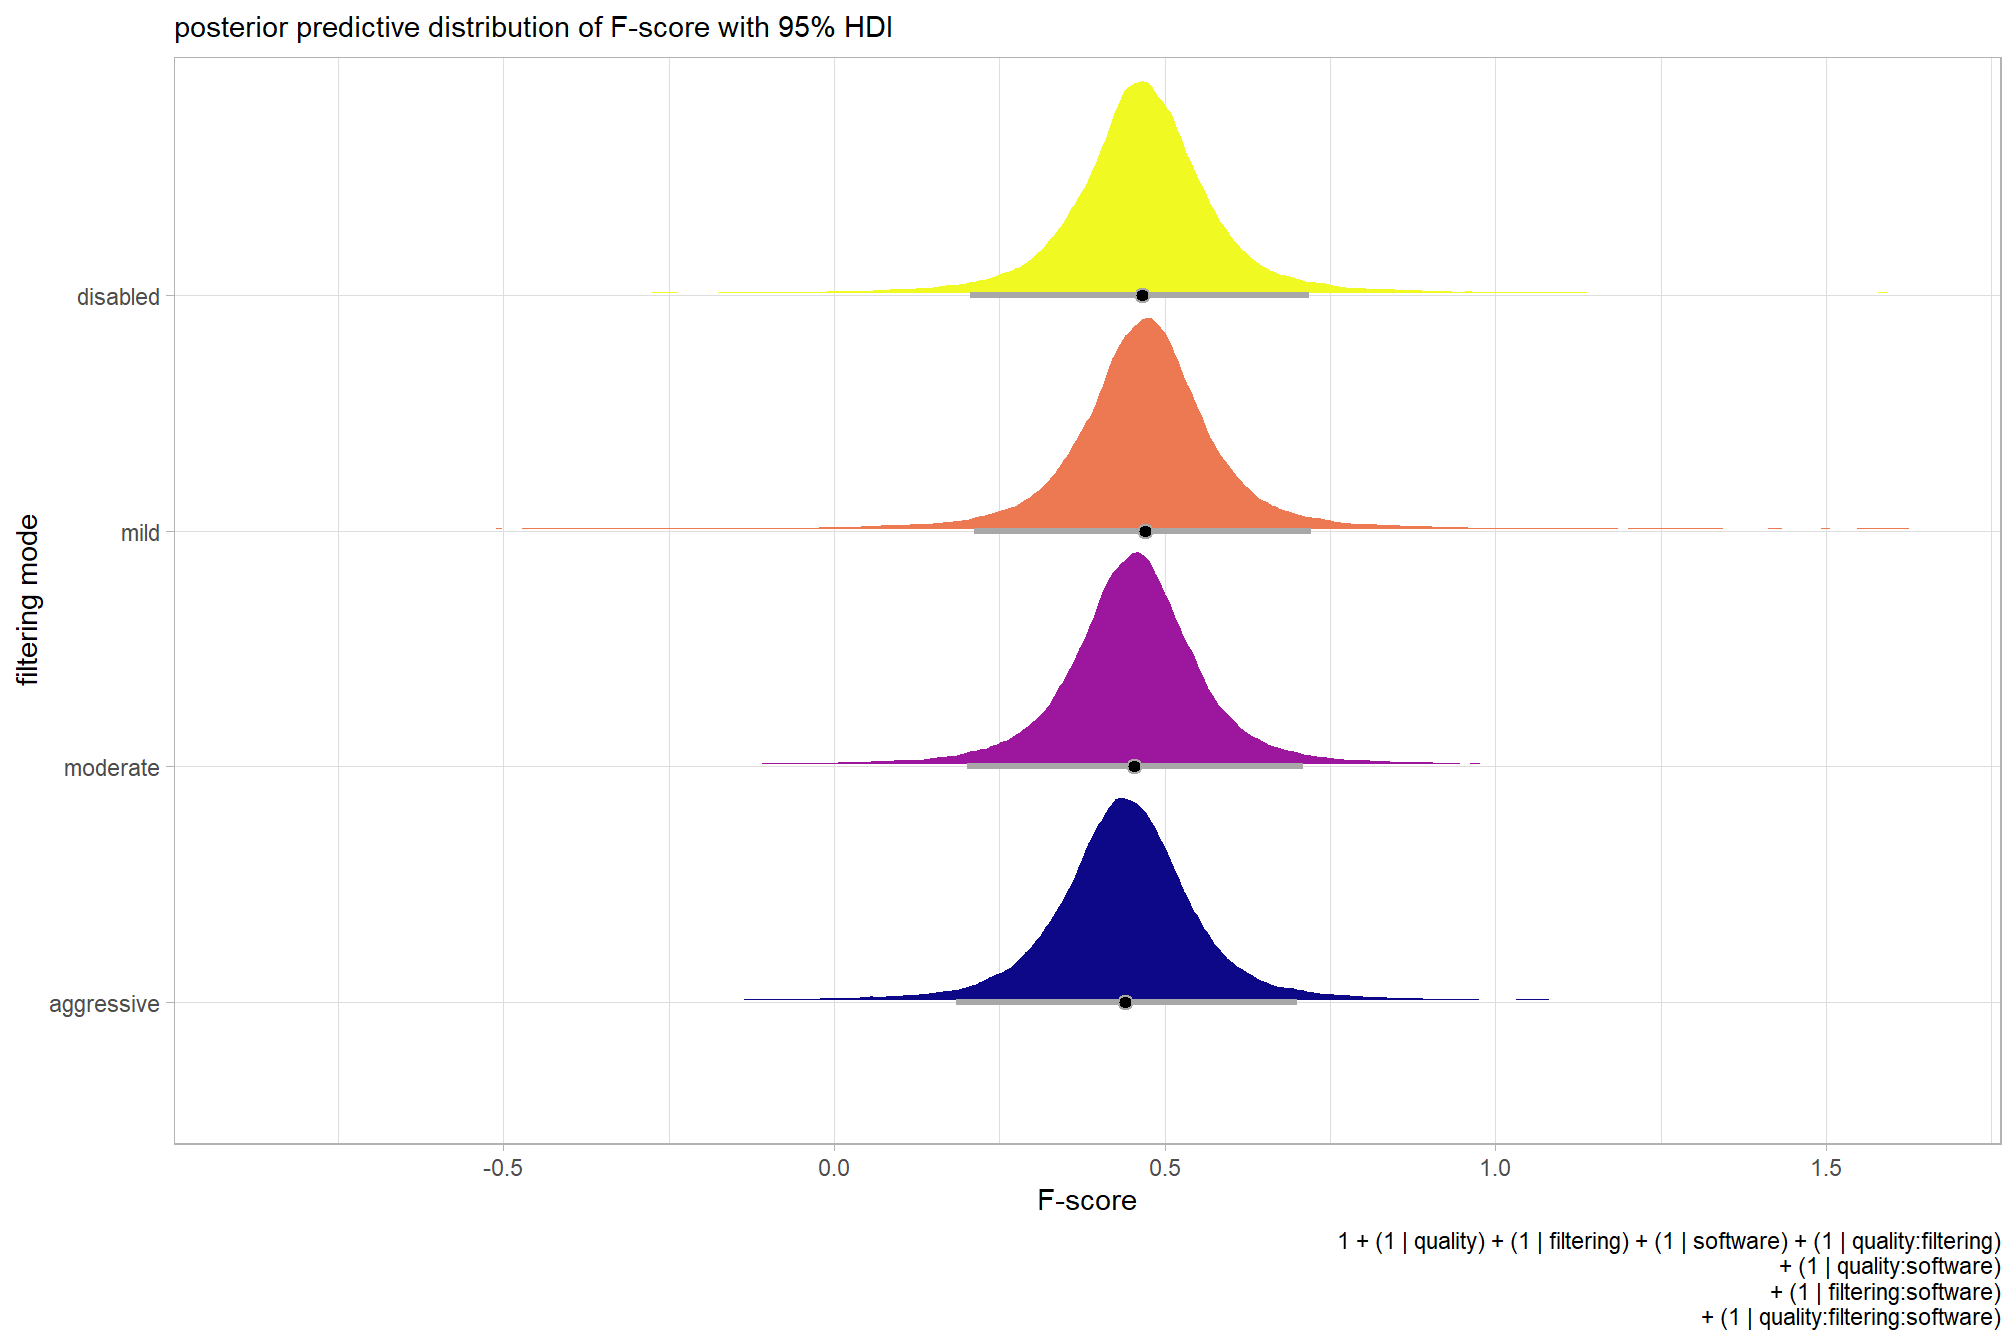 posterior predictive distribution of F-score with 95% HDI
filtering mode
disabled
mild
moderate
aggressive
-0.5 0.0 0.5 1.0 1.5
F-score
1 + (1 | quality) + (1 | filtering) + (1 | software) + (1 | quality:filtering)
+ (1 | quality:software)
+ (1 | filtering:software)
+ (1 | quality:filtering:software)